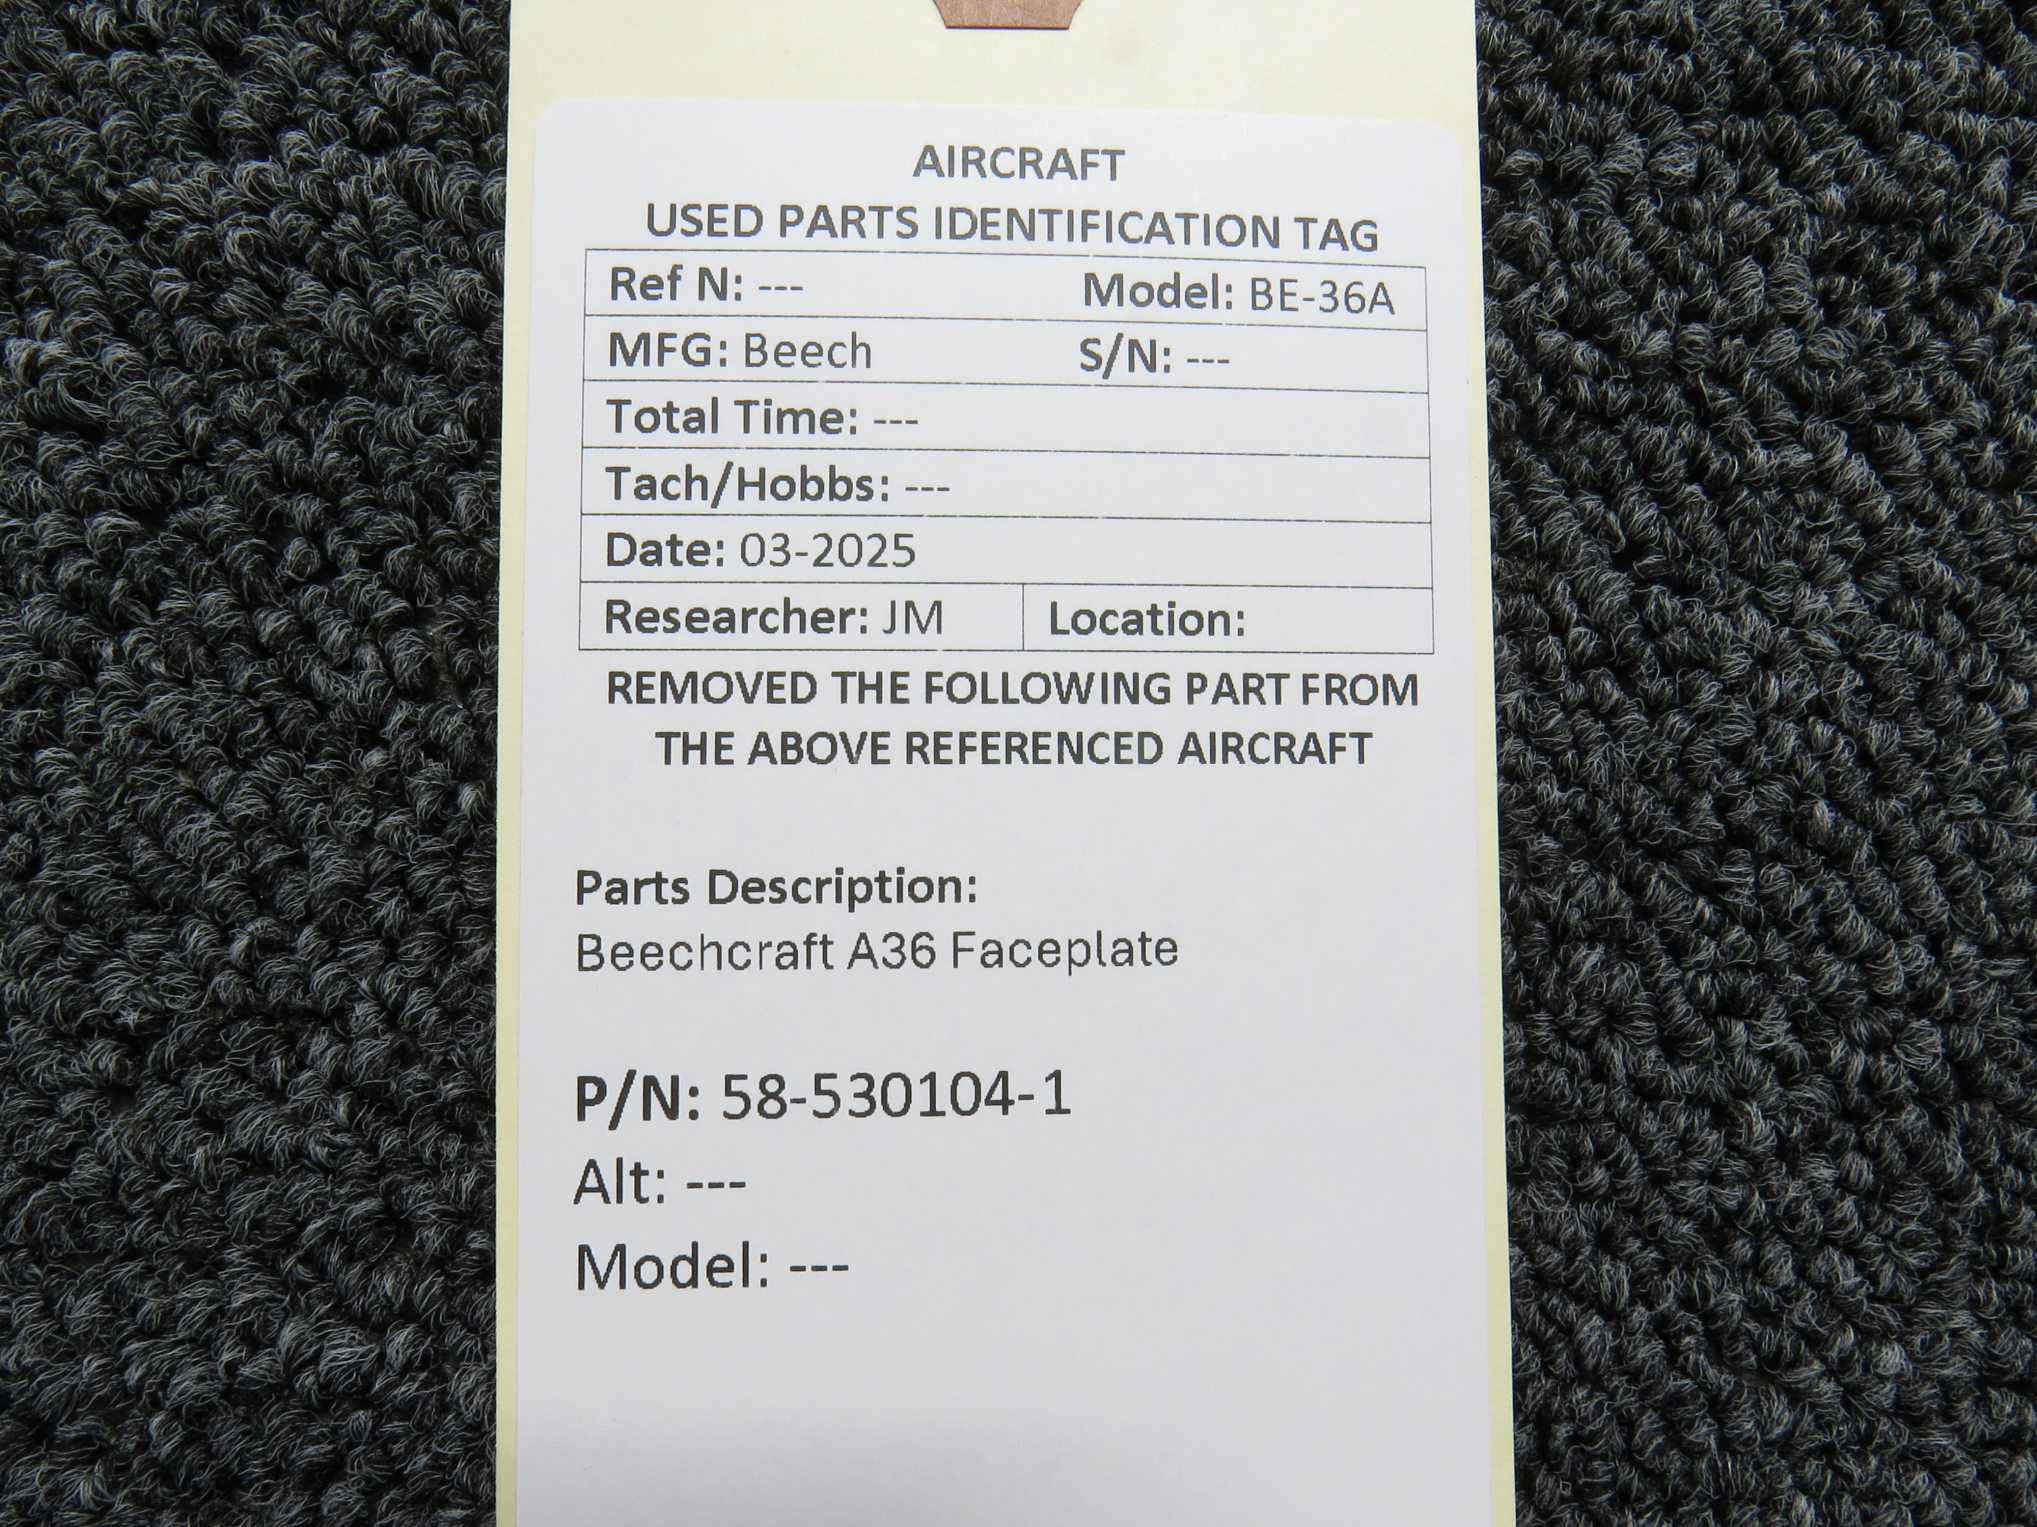 AIRCRAFT
USED PARTS IDENTIFICATION TAG
Ref N: --- Model: BE-36A
MFG: Beech S/N: ---
Total Time: ---
Tach/Hobbs: ---
Date: 03-2025
Researcher: JM Location:
REMOVED THE FOLLOWING PART FROM
THE ABOVE REFERENCED AIRCRAFT
Parts Description:
Beechcraft A36 Faceplate
P/N: 58-530104-1
Alt: ---
Model: ---